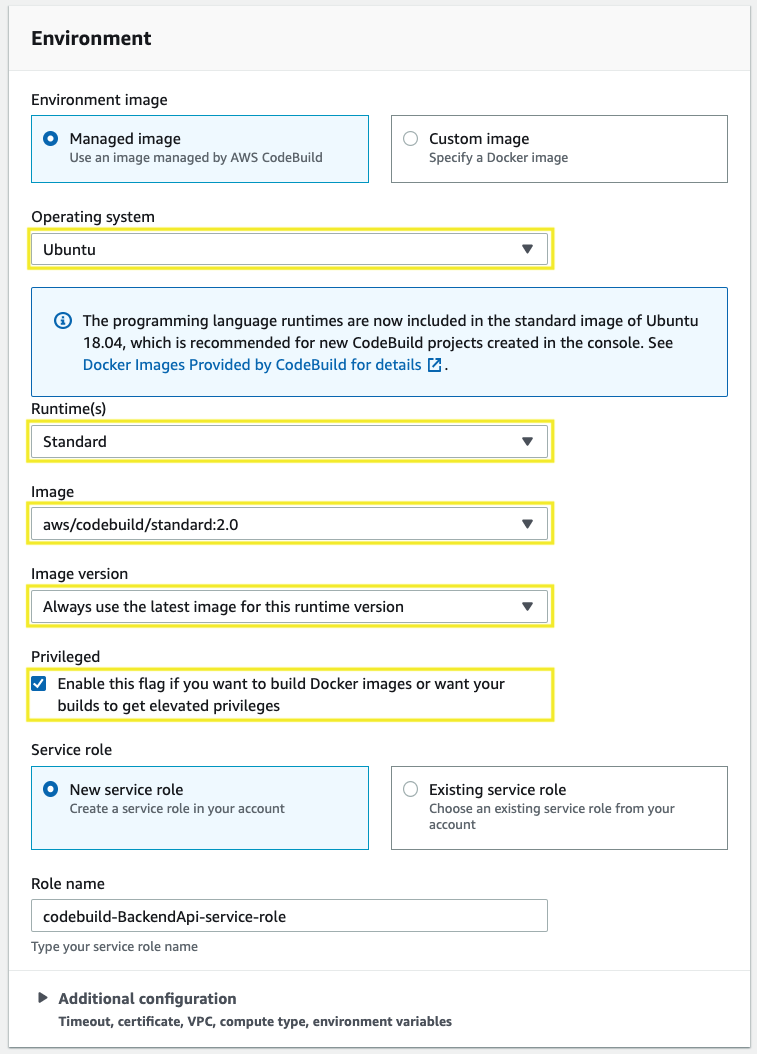 Environment
Environment image
Managed image
Use an image managed by AWS CodeBuild
Custom image
Specify a Docker image
Operating system
Ubuntu
The programming language runtimes are now included in the standard image of Ubuntu
18.04, which is recommended for new CodeBuild projects created in the console. See
Docker Images Provided by CodeBuild for details .
Runtime(s)
Standard
Image
aws/codebuild/standard:2.0
Image version
Always use the latest image for this runtime version
Privileged
Enable this flag if you want to build Docker images or want your
builds to get elevated privileges
Service role
New service role
Create a service role in your account
Existing service role
Choose an existing service role from your
account
Role name
codebuild-BackendApi-service-role
Type your service role name
Additional configuration
Timeout, certificate, VPC, compute type, environment variables